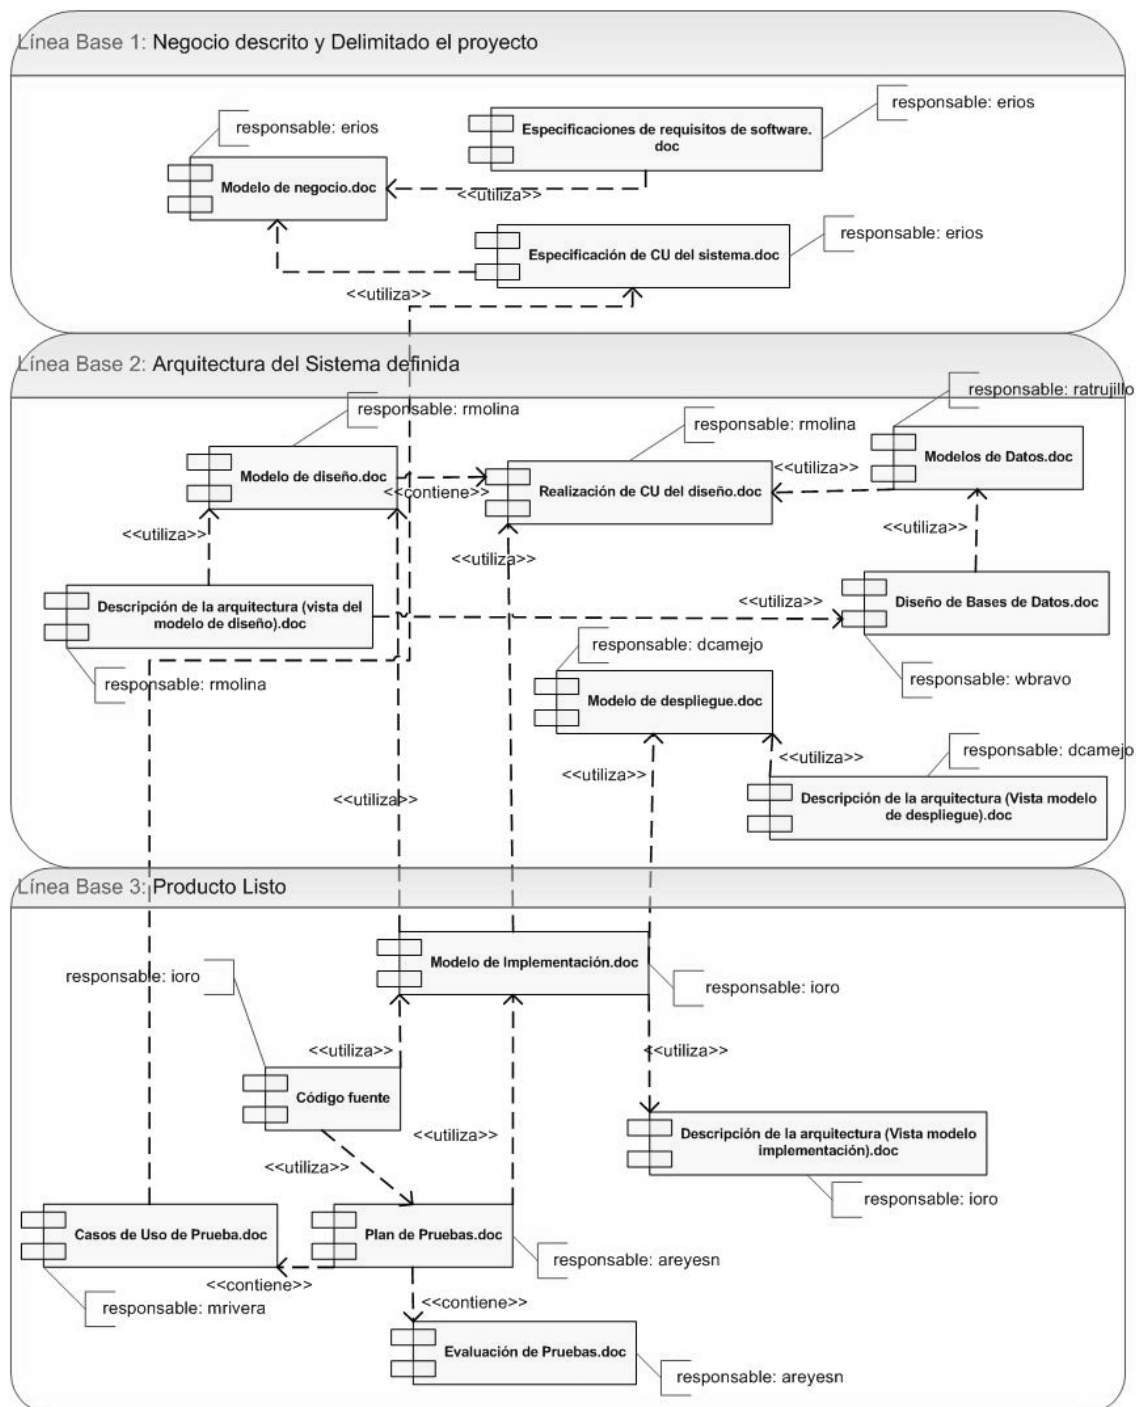 Línea Base 1: Negocio descrito y Delimitado el proyecto
responsable: erios
Especificaciones de requisitos de software.
doc
responsable: erios
Modelo de negocio.doc
<<utiliza>>
Especificación de CU del sistema.doc
responsable: erios
<<utiliza>>
Línea Base 2: Arquitectura del Sistema definida
responsable: rmolina
responsable: ratrujillo
responsable: rmolina
Modelo de diseño.doc
<<contiene>>
Realización de CU del diseño.doc
<<utiliza>>
Modelos de Datos.doc
<<utiliza>>
<<utiliza>>
<<utiliza>>
Descripción de la arquitectura (vista del
modelo de diseño).doc
<<utiliza>>
Diseño de Bases de Datos.doc
responsable: rmolina
responsable: dcamejo
responsable: wbravo
Modelo de despliegue.doc
<<utiliza>>
<<utiliza>>
responsable: dcamejo
<<utiliza>>
Descripción de la arquitectura (Vista modelo
de despliegue).doc
Línea Base 3: Producto Listo
responsable: ioro
Modelo de Implementación.doc
responsable: ioro
<<utiliza>>
<<utiliza>>
Código fuente
<<utiliza>>
<<utiliza>>
Descripción de la arquitectura (Vista modelo
implementación).doc
responsable: ioro
Casos de Uso de Prueba.doc
Plan de Pruebas.doc
responsable: areyesn
<<contiene>>
responsable: mrivera
<<contiene>>
Evaluación de Pruebas.doc
responsable: areyesn